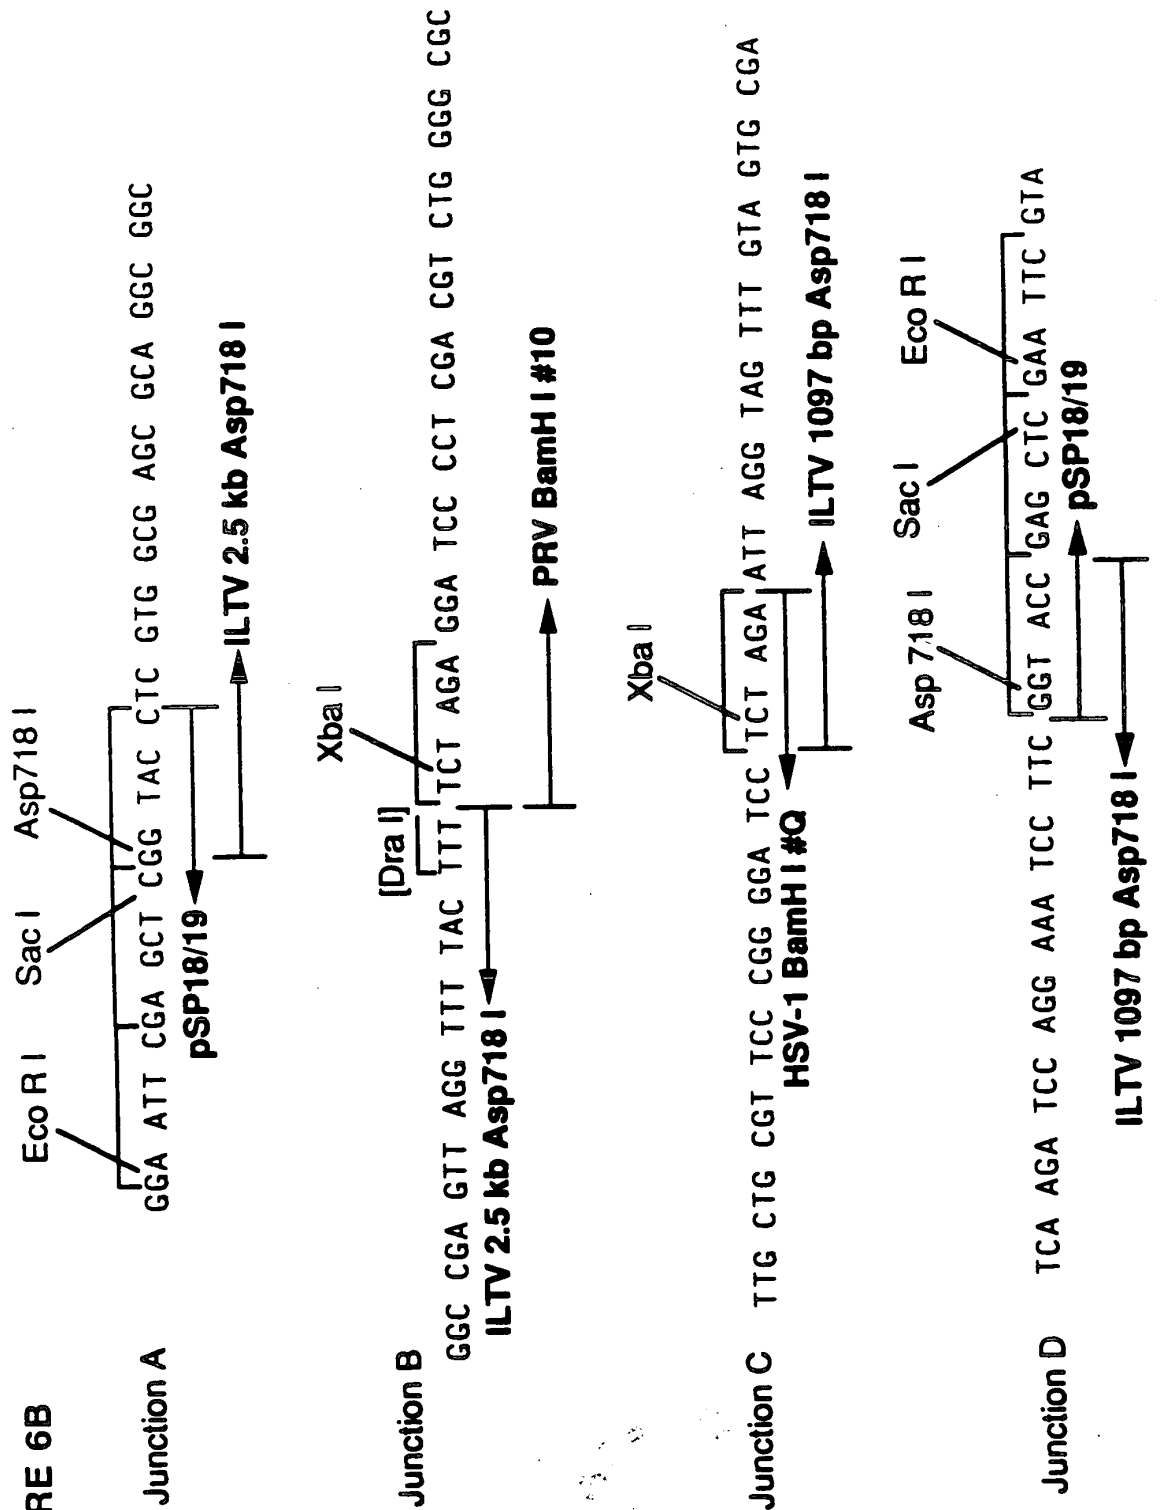 RE 6B
Eco R I Sac I Asp718 I
Junction A GGA ATT CGA GCT CGG TAC CTC GTG GCG AGC GCA GGC GGC
pSP18/19
ILTV 2.5 kb Asp718 I
Junction B
[Dra I] Xba I
GGC CGA GTT AGG TTT TAC TTT TCT AGA GGA TCC CCT CGA CGT CTG GGG CGC
ILTV 2.5 kb Asp718 I
PRV BamH I #10
Xba I
Junction C TTG CTG CGT TCC CGG GGA TCC TCT AGA ATT AGG TAG TTT GTA GTG CGA
HSV-1 BamH I #Q
ILTV 1097 bp Asp718 I
Asp 718 I Sac I Eco R I
Junction D TCA AGA TCC AGG AAA TCC TTC GGT ACC GAG CTC GAA TTC GTA
pSP18/19
ILTV 1097 bp Asp718 I